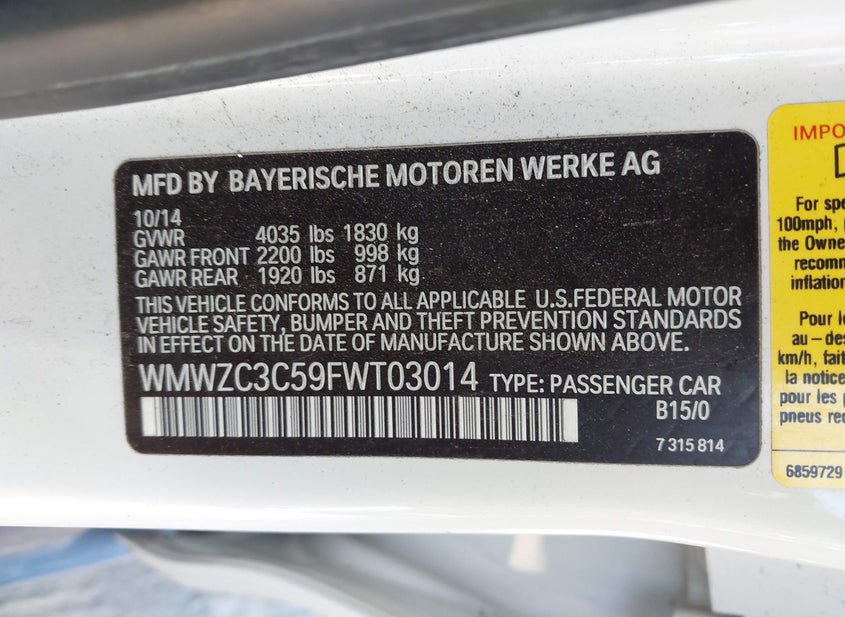 MFD BY BAYERISCHE MOTOREN WERKE AG
10/14
GVWR 4035 lbs 1830 kg
GAWR FRONT 2200 lbs 998 kg
GAWR REAR 1920 lbs 871 kg
THIS VEHICLE CONFORMS TO ALL APPLICABLE U.S.FEDERAL MOTOR
VEHICLE SAFETY, BUMPER AND THEFT PREVENTION STANDARDS
IN EFFECT ON THE DATE OF MANUFACTURE SHOWN ABOVE.
WMWZC3C59FWT03014 TYPE: PASSENGER CAR
B15/0
7 315 814
For
100mph,
the Owne
recomm
inflation
Pour le
au – des
km/h, fait
la notice
pour les
pneus rec
6859729